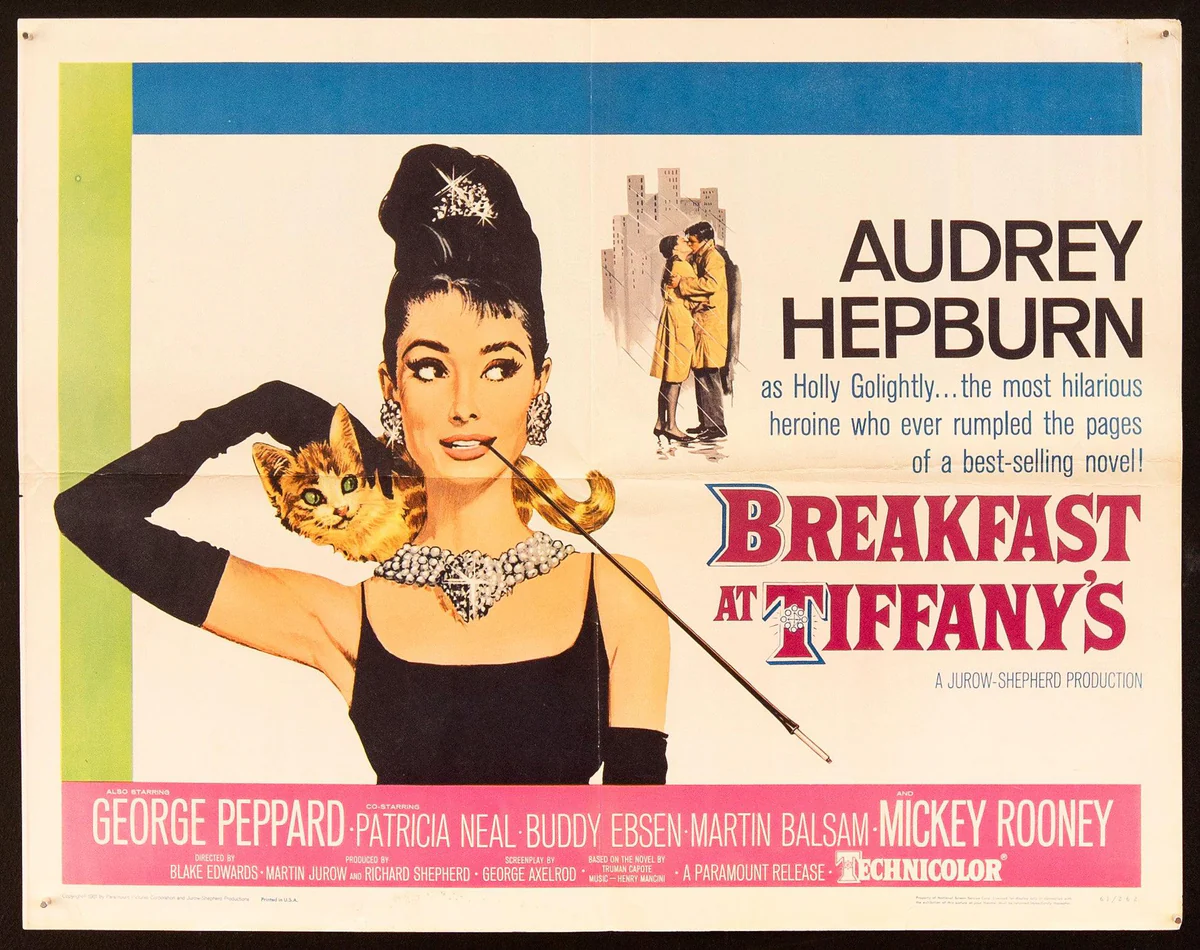 AUDREY
HEPBURN
as Holly Golightly...the most hilarious
heroine who ever rumpled the pages
of a best-selling novel!
BREAKFAST
AT TIFFANY'S
A JUROW-SHEPHERD PRODUCTION
ALSO STARRING
GEORGE PEPPARD·
CO-STARRING
PATRICIA NEAL·BUDDY EBSEN·MARTIN BALSAM·
AND
MICKEY ROONEY
DIRECTED BY
BLAKE EDWARDS·
PRODUCED BY
MARTIN JUROW AND RICHARD SHEPHERD·
SCREENPLAY BY
GEORGE AXELROD·
BASED ON THE NOVEL BY
TRUMAN CAPOTE
MUSIC—HENRY MANCINI
·A PARAMOUNT RELEASE·
TECHNICOLOR®
Printed in U.S.A.